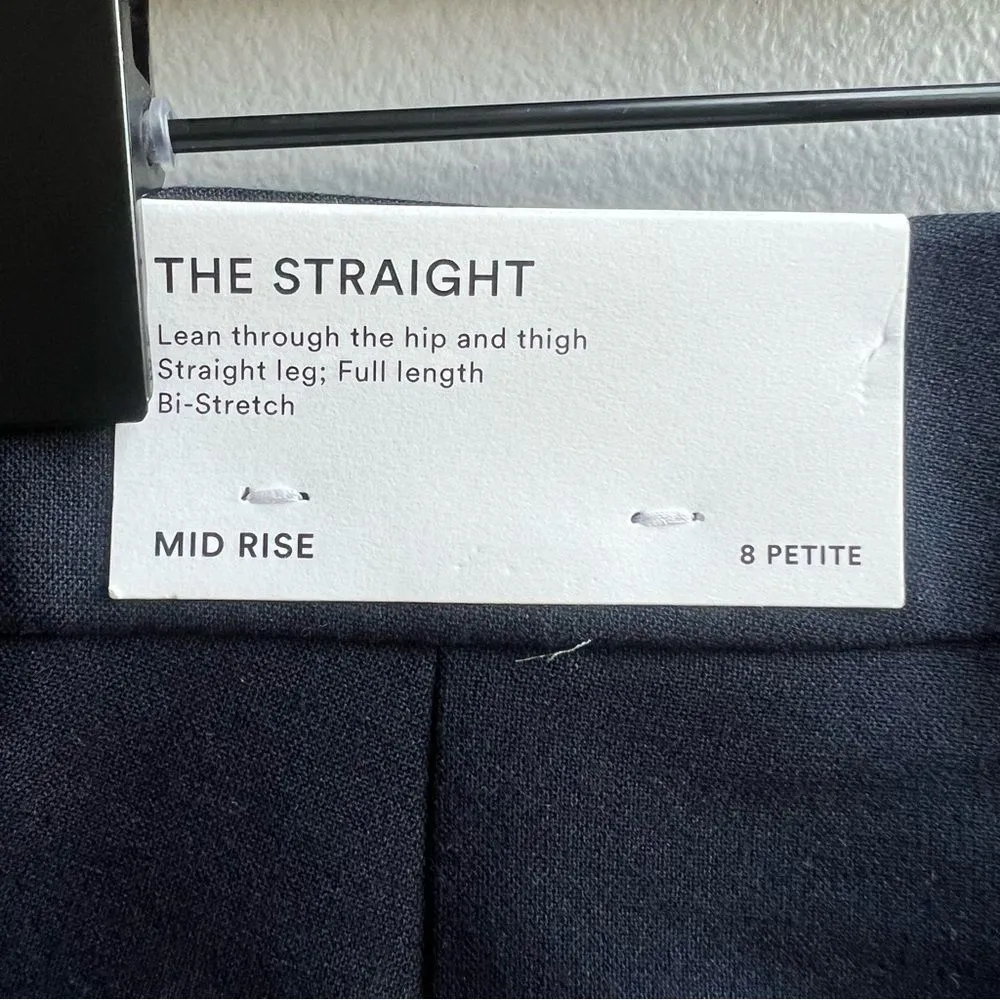 THE STRAIGHT
Lean through the hip and thigh
Straight leg; Full length
Bi-Stretch
MID RISE
8 PETITE